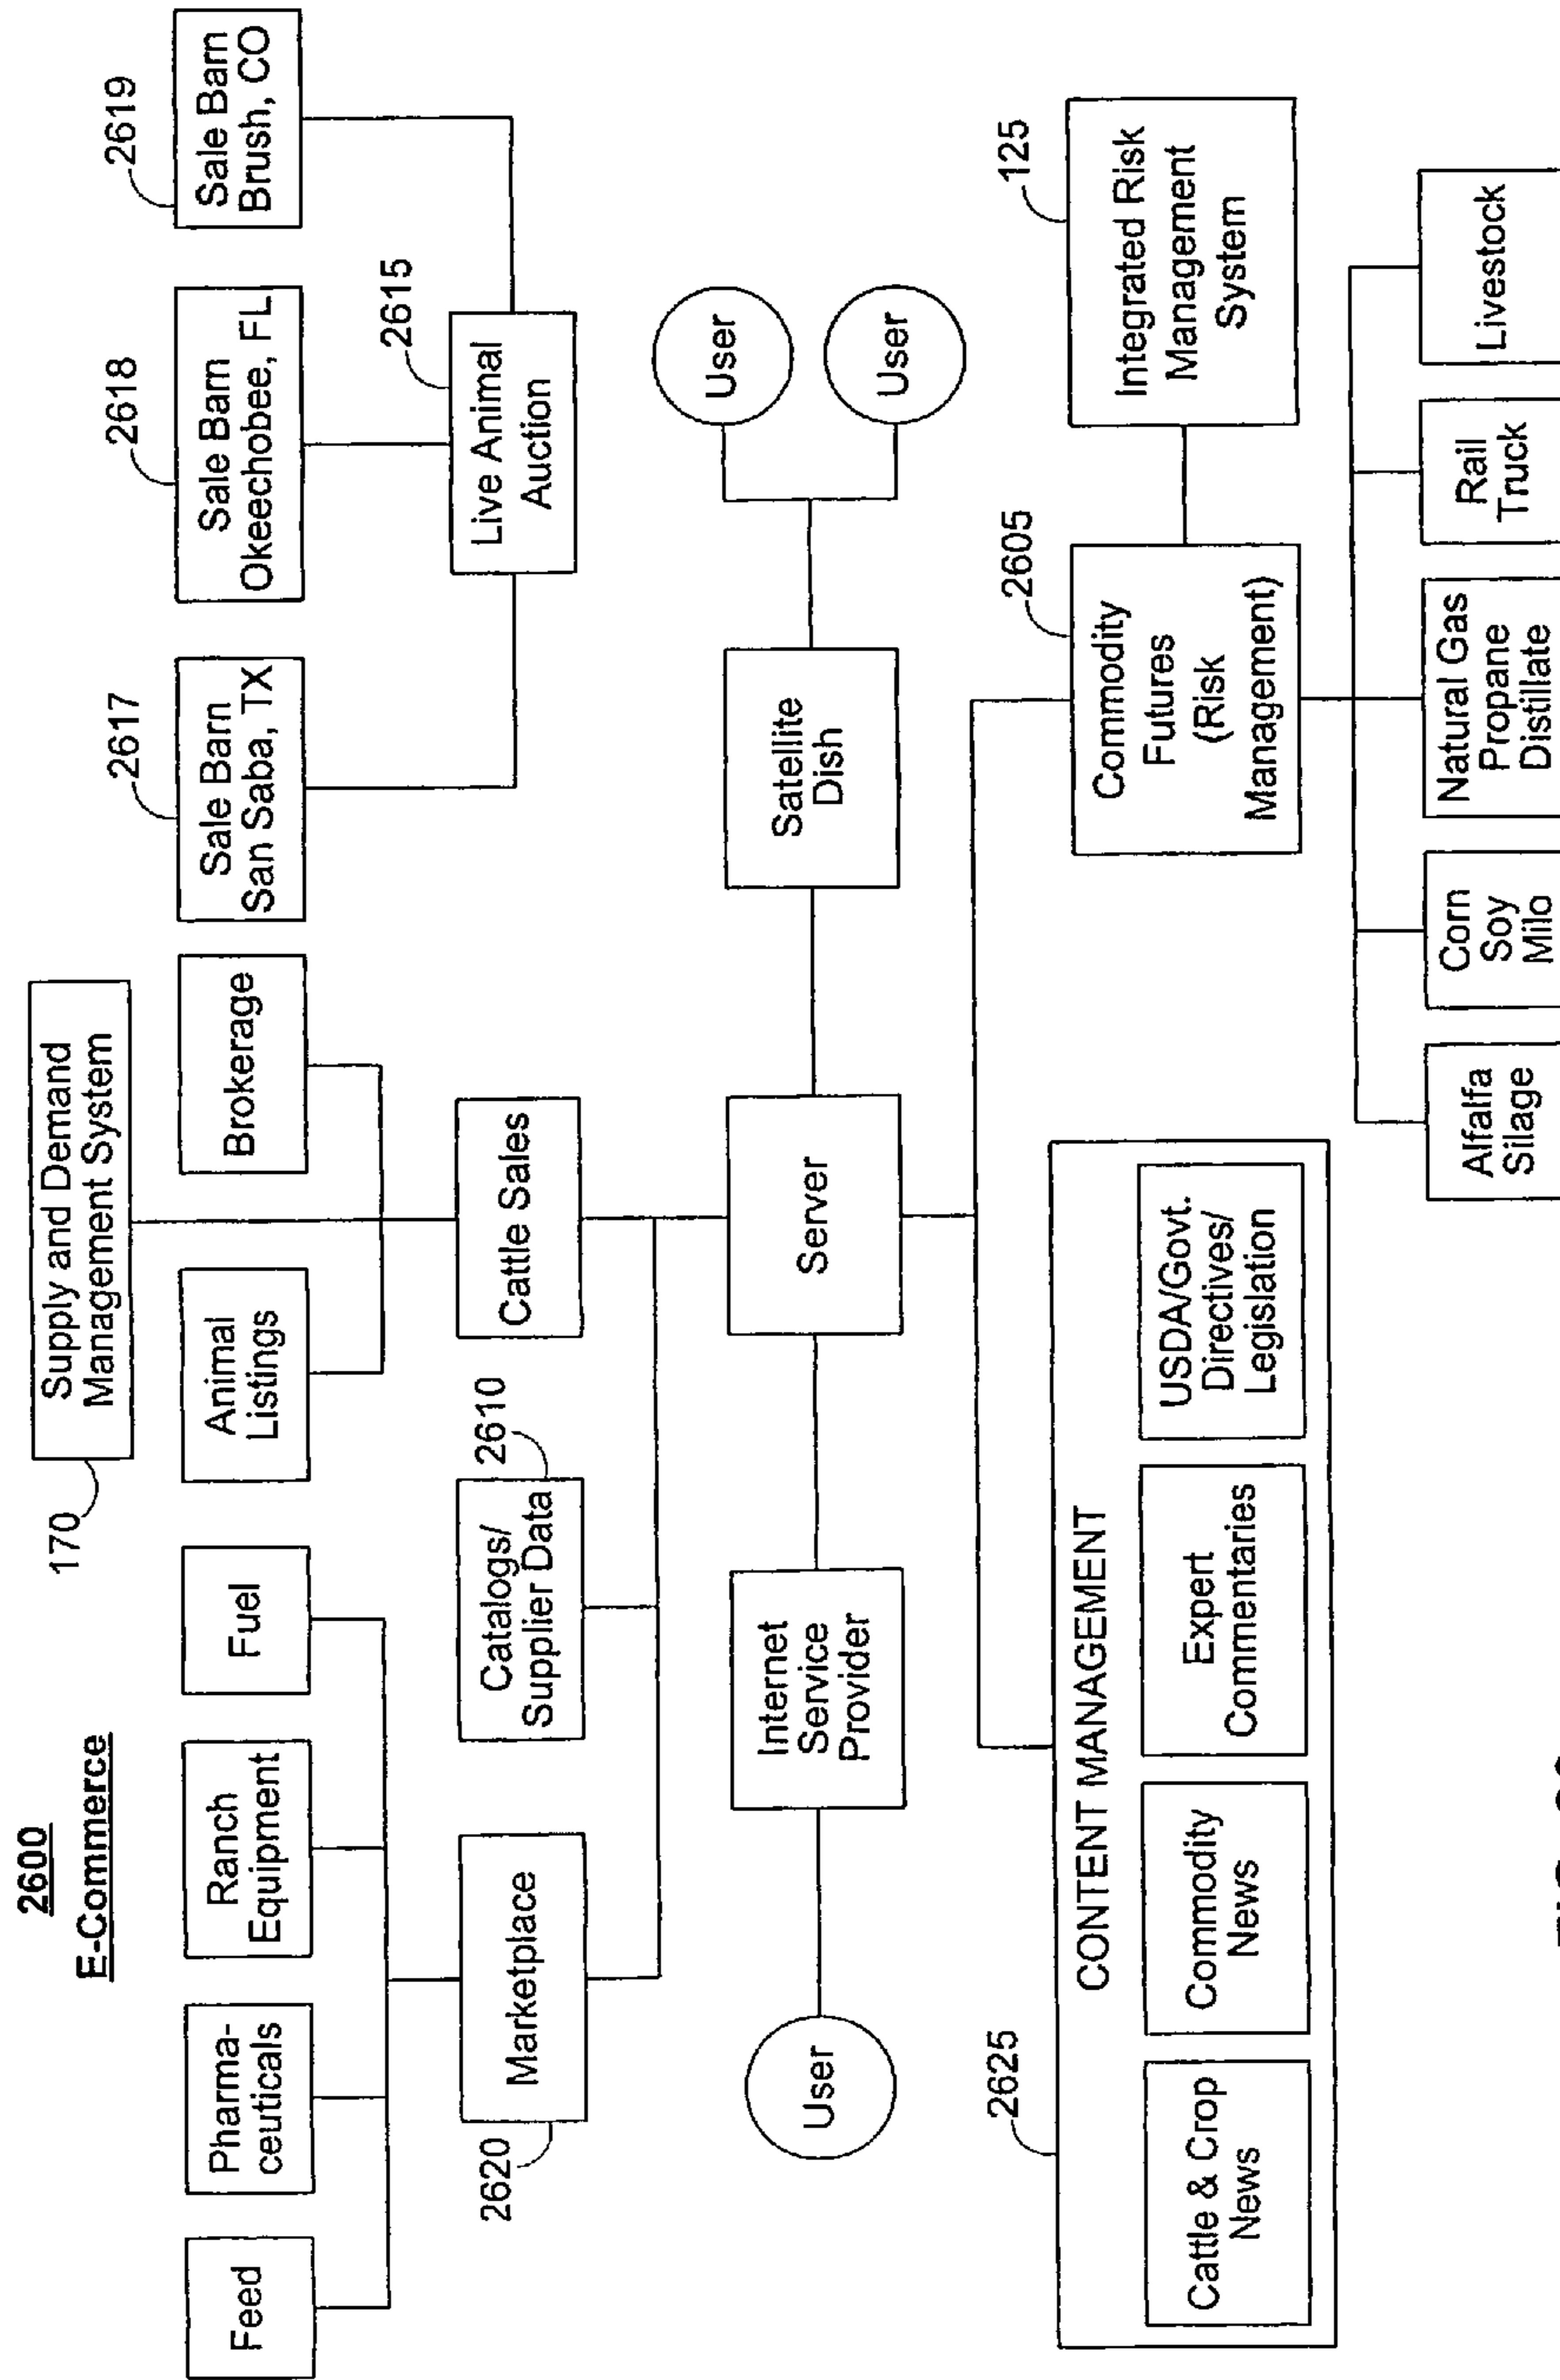 2600
E-Commerce
170
Supply and Demand
Management System
Feed
Pharma-
ceuticals
Ranch
Equipment
Fuel
Animal
Listings
Brokerage
2617
Sale Barn
San Saba, TX
2618
Sale Barn
Okeechobee, FL
2619
Sale Barn
Brush, CO
2620
Marketplace
Catalogs/
Supplier Data
2610
Cattle Sales
Live Animal
Auction
2615
User
Internet
Service
Provider
Server
Satellite
Dish
User
User
2625
CONTENT MANAGEMENT
Cattle & Crop
News
Commodity
News
Expert
Commentaries
USDA/Govt.
Directives/
Legislation
2605
Commodity
Futures
(Risk
Management)
125
Integrated Risk
Management
System
Alfalfa
Silage
Corn
Soy
Milo
Natural Gas
Propane
Distillate
Rail
Truck
Livestock